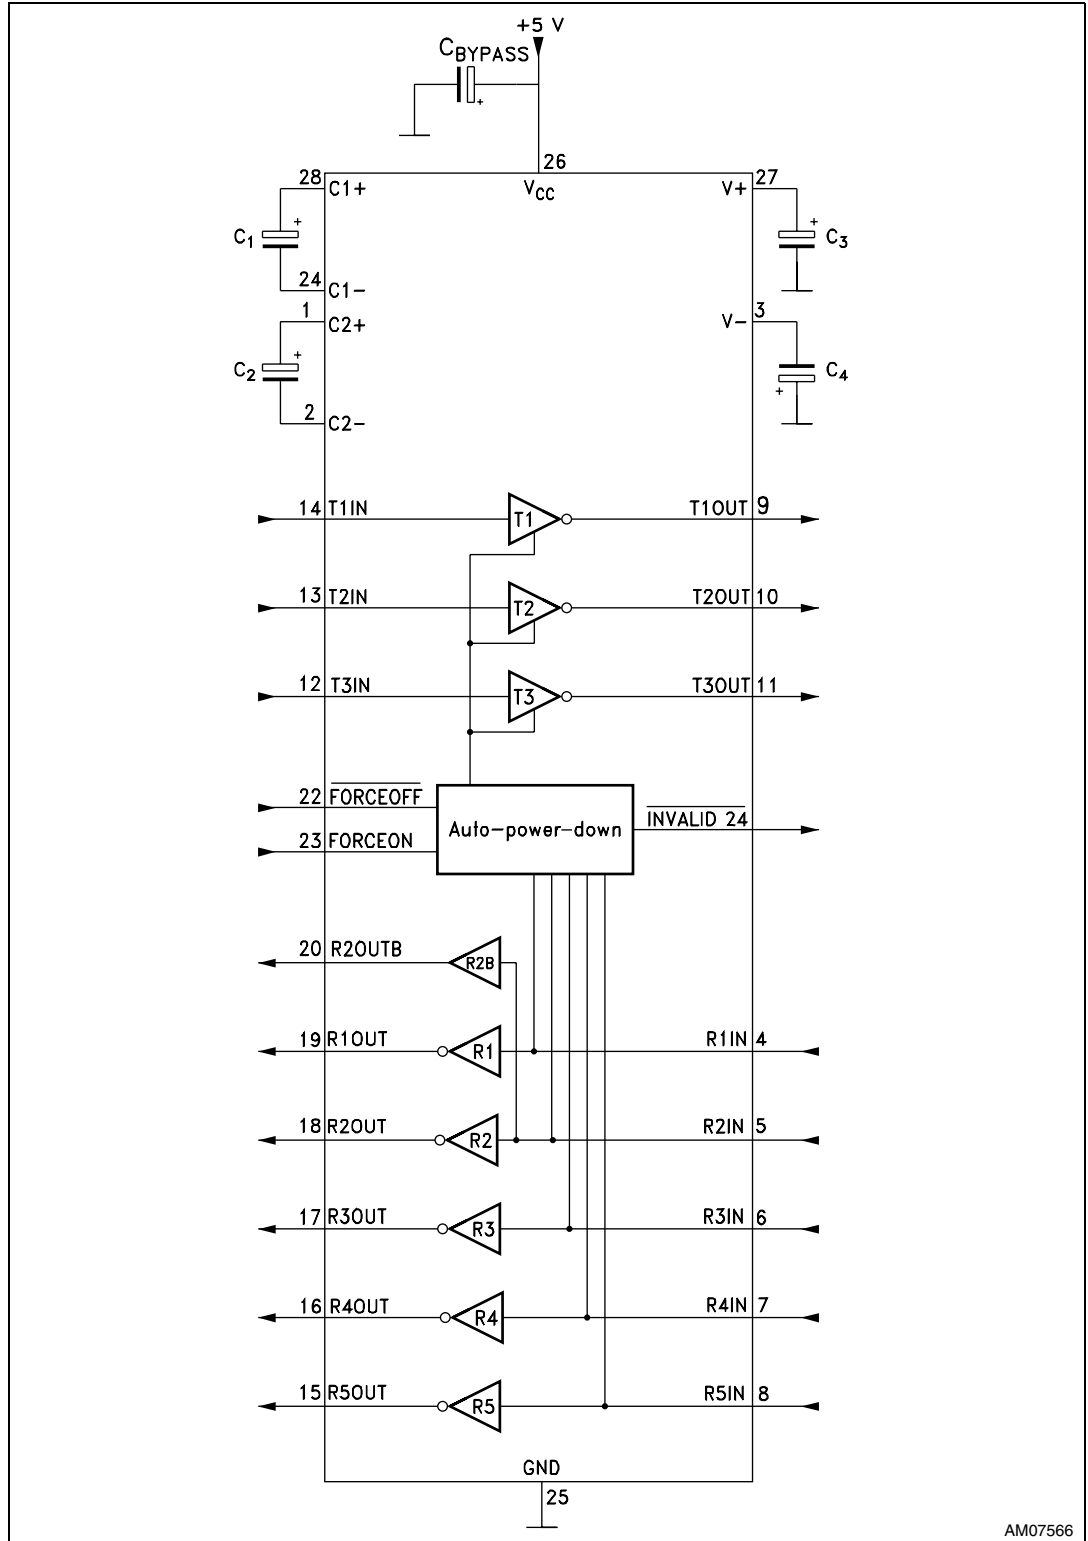 +5 V
CBYPASS
+
26
28 C1+ VCC V+ 27
+ +
C1 C3
24 C1-
1 C2+ V- 3
+
C2 C4
+
2 C2-
14 T1IN T1 T1OUT 9
13 T2IN T2 T2OUT 10
12 T3IN T3 T3OUT 11
22 FORCEOFF
Auto-power-down INVALID 24
23 FORCEON
20 R2OUTB R2B
19 R1OUT R1 R1IN 4
18 R2OUT R2 R2IN 5
17 R3OUT R3 R3IN 6
16 R4OUT R4 R4IN 7
15 R5OUT R5 R5IN 8
GND
25
AM07566